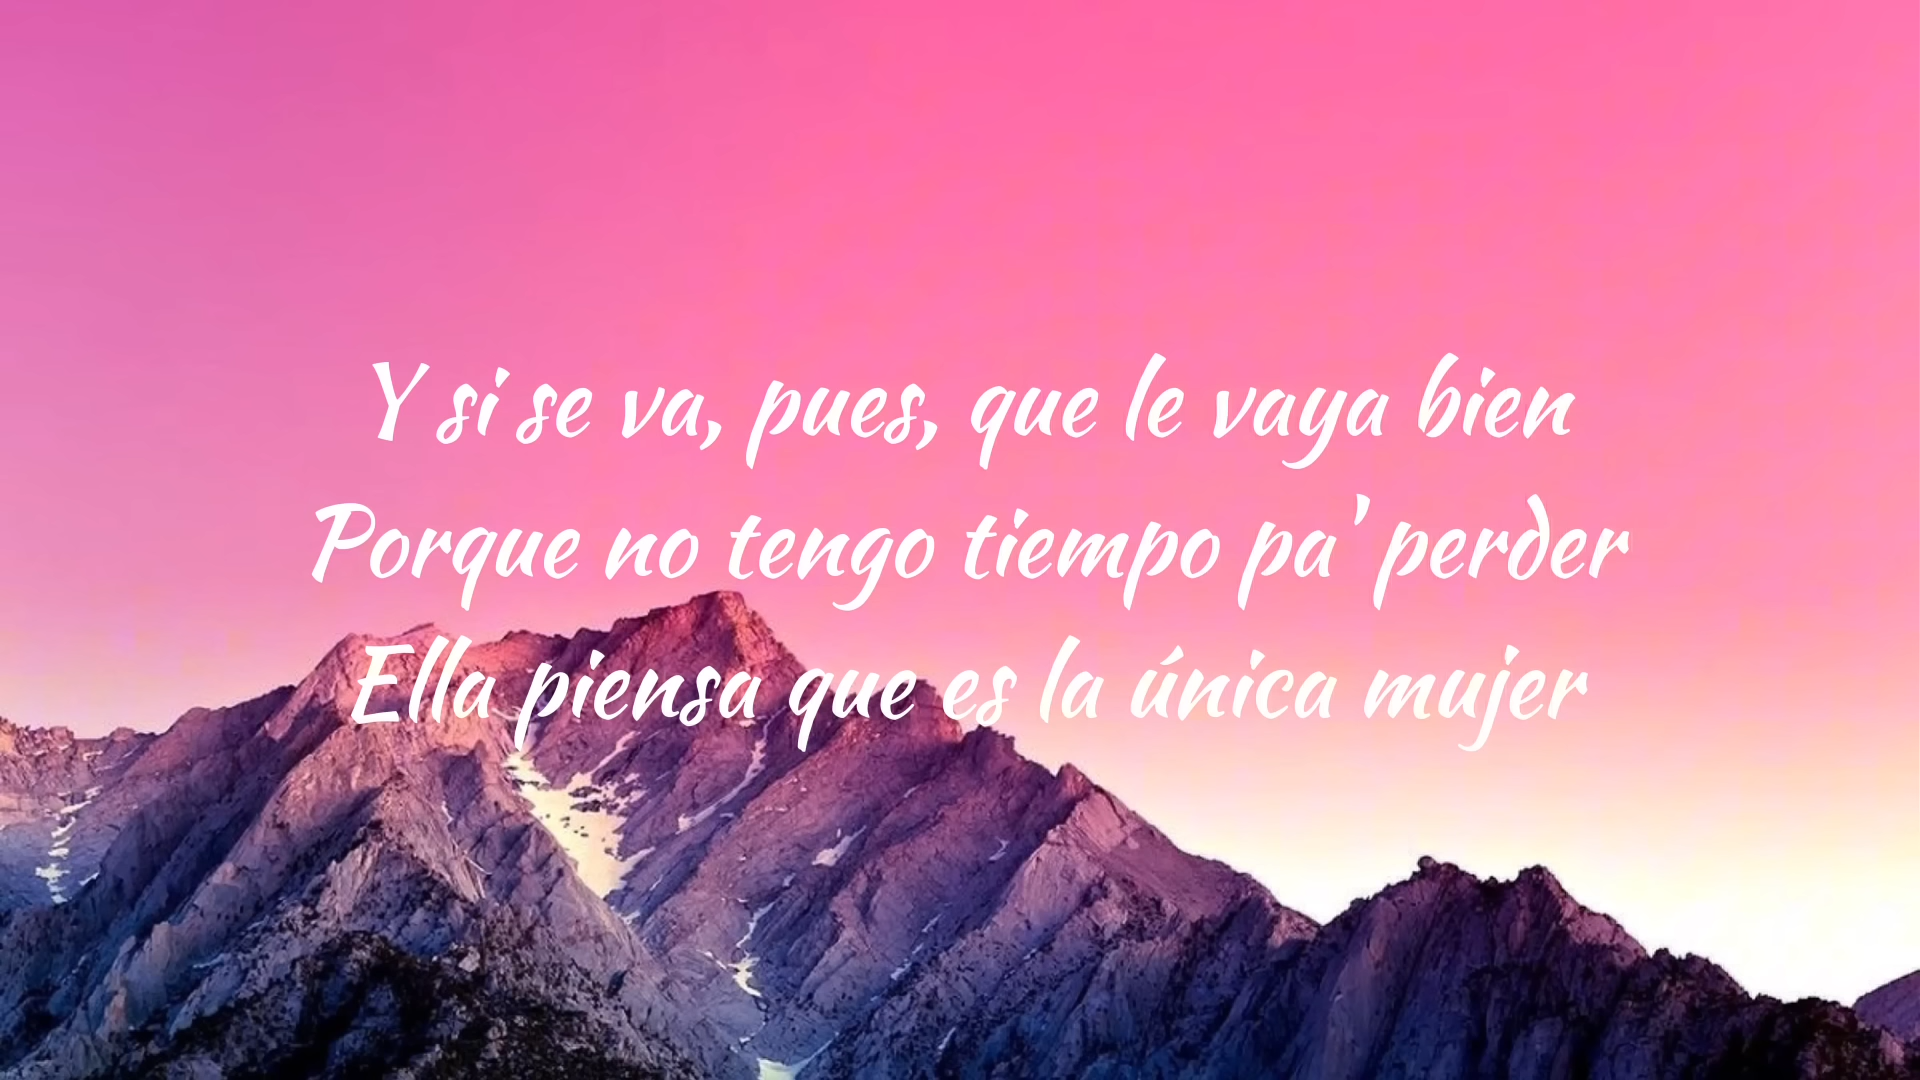 Y si se va, pues, que le vaya bien
Porque no tengo tiempo pa' perder
Ella piensa que es la única mujer